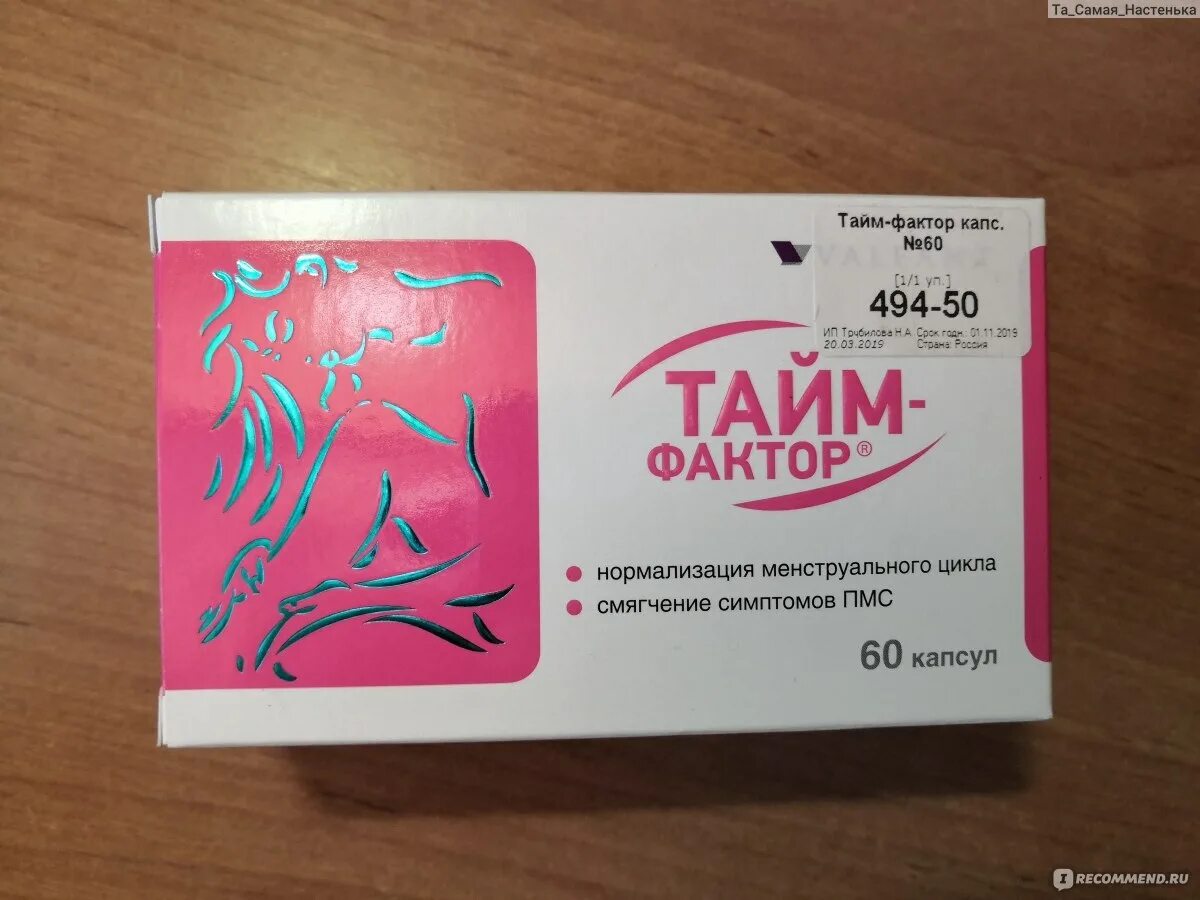 Та_Самая_Настенька
Тайм-фактор капс.
№60
[1/1 уп.]
494-50
ИП Трубилова Н.А. Срок годн.: 01.11.2019
20.03.2019 Страна: Россия
ТАЙМ-
ФАКТОР®
нормализация менструального цикла
смягчение симптомов ПМС
60 капсул
IRECOMMEND.RU